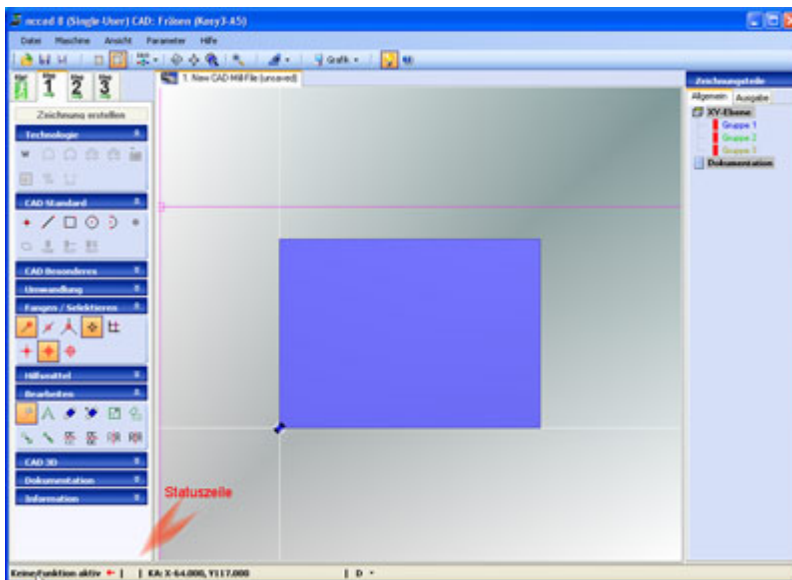 nccad 8 (Single-User) CAD: Fräsen (Kosy3-A5)
Datei Maschine Ansicht Parameter Hilfe
Grafik
1 2 3
1. New CAD Mill File (unsaved)
Zeichnung erstellen
Technologie
CAD Standard
CAD Besonderes
Umwandlung
Fangen / Selektieren
Hilfsmittel
Bearbeiten
CAD 3D
Dokumentation
Information
Zeichnungsteile
Allgemein Ausgabe
XY-Ebene
Gruppe 1
Gruppe 2
Gruppe 3
Dokumentation
Statuszeile
Keine Funktion aktiv
KA: X-64.000, Y117.000
D